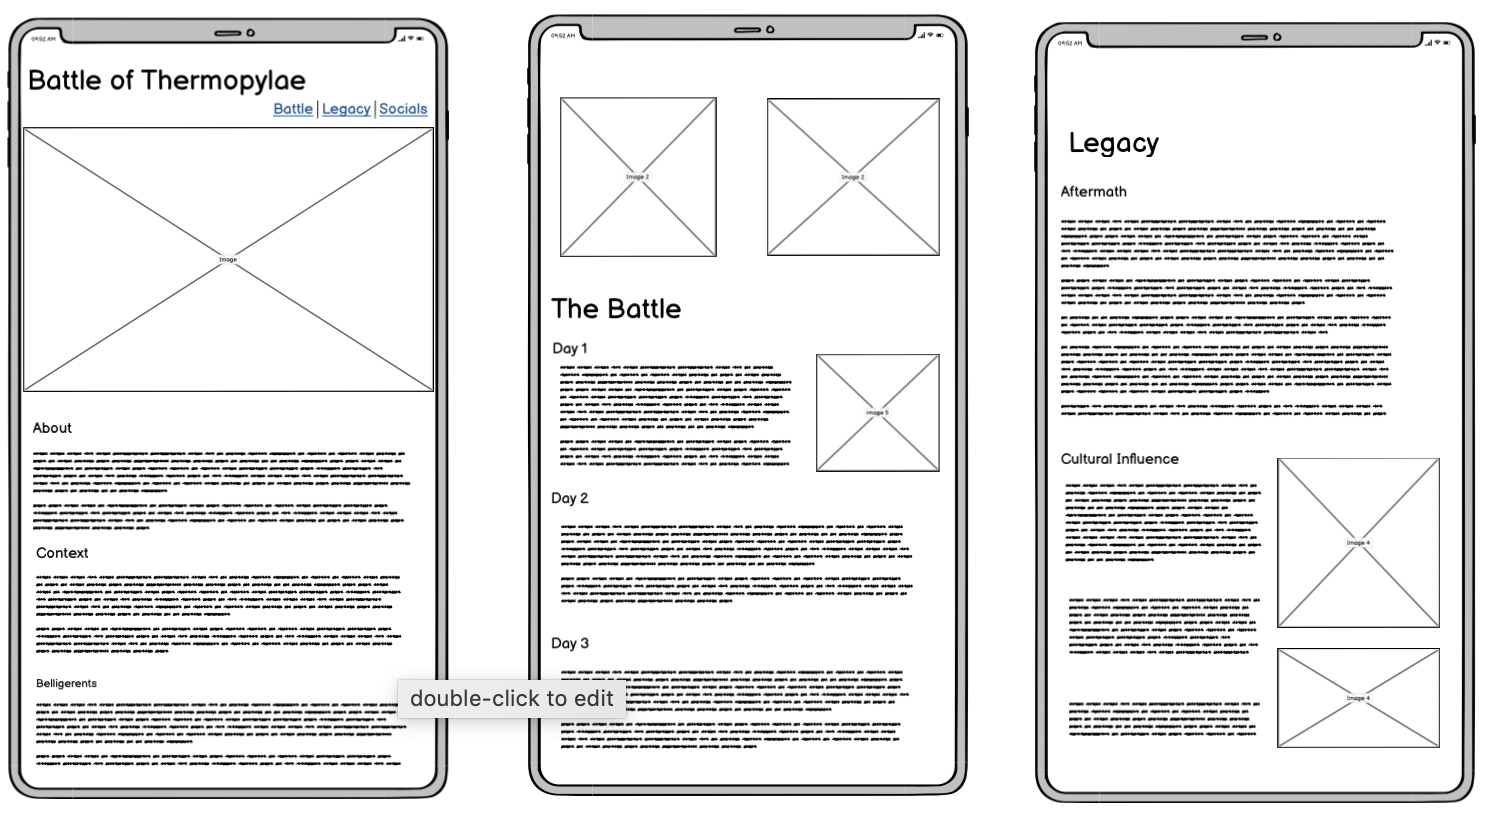 09:52 AM
Battle of Thermopylae
Battle | Legacy | Socials
Image
About
Context
Belligerents
09:52 AM
Image 2
Image 2
The Battle
Day 1
Image 5
Day 2
Day 3
double-click to edit
09:52 AM
Legacy
Aftermath
Cultural Influence
Image 4
Image 4